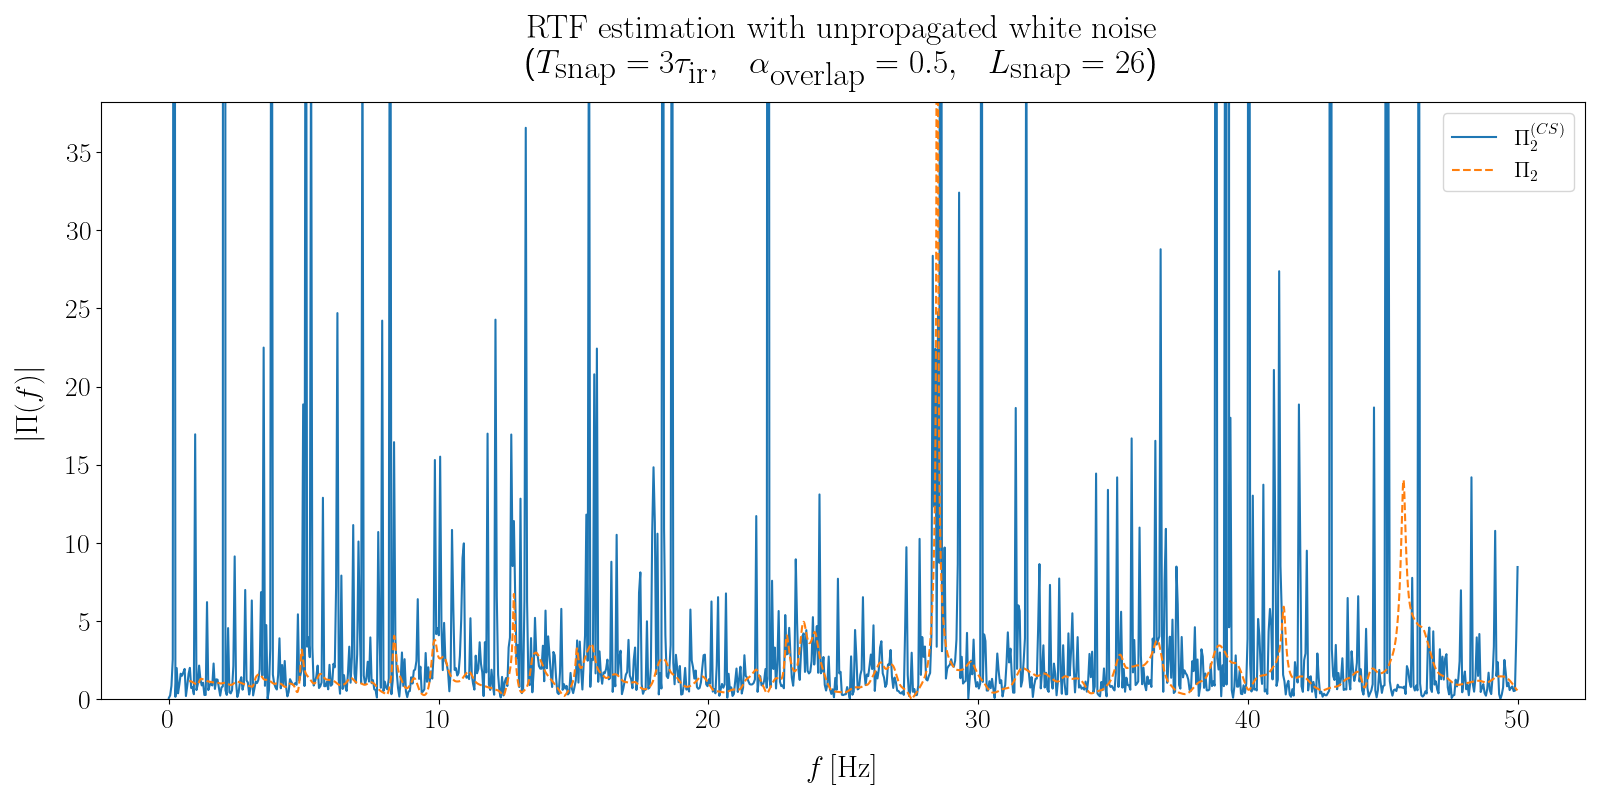 RTF estimation with unpropagated white noise
(T_snap = 3τ_ir, α_overlap = 0.5, L_snap = 26)
|Π(f)|
35
30
25
20
15
10
5
0
Π_2^(CS)
Π_2
0 10 20 30 40 50
f [Hz]